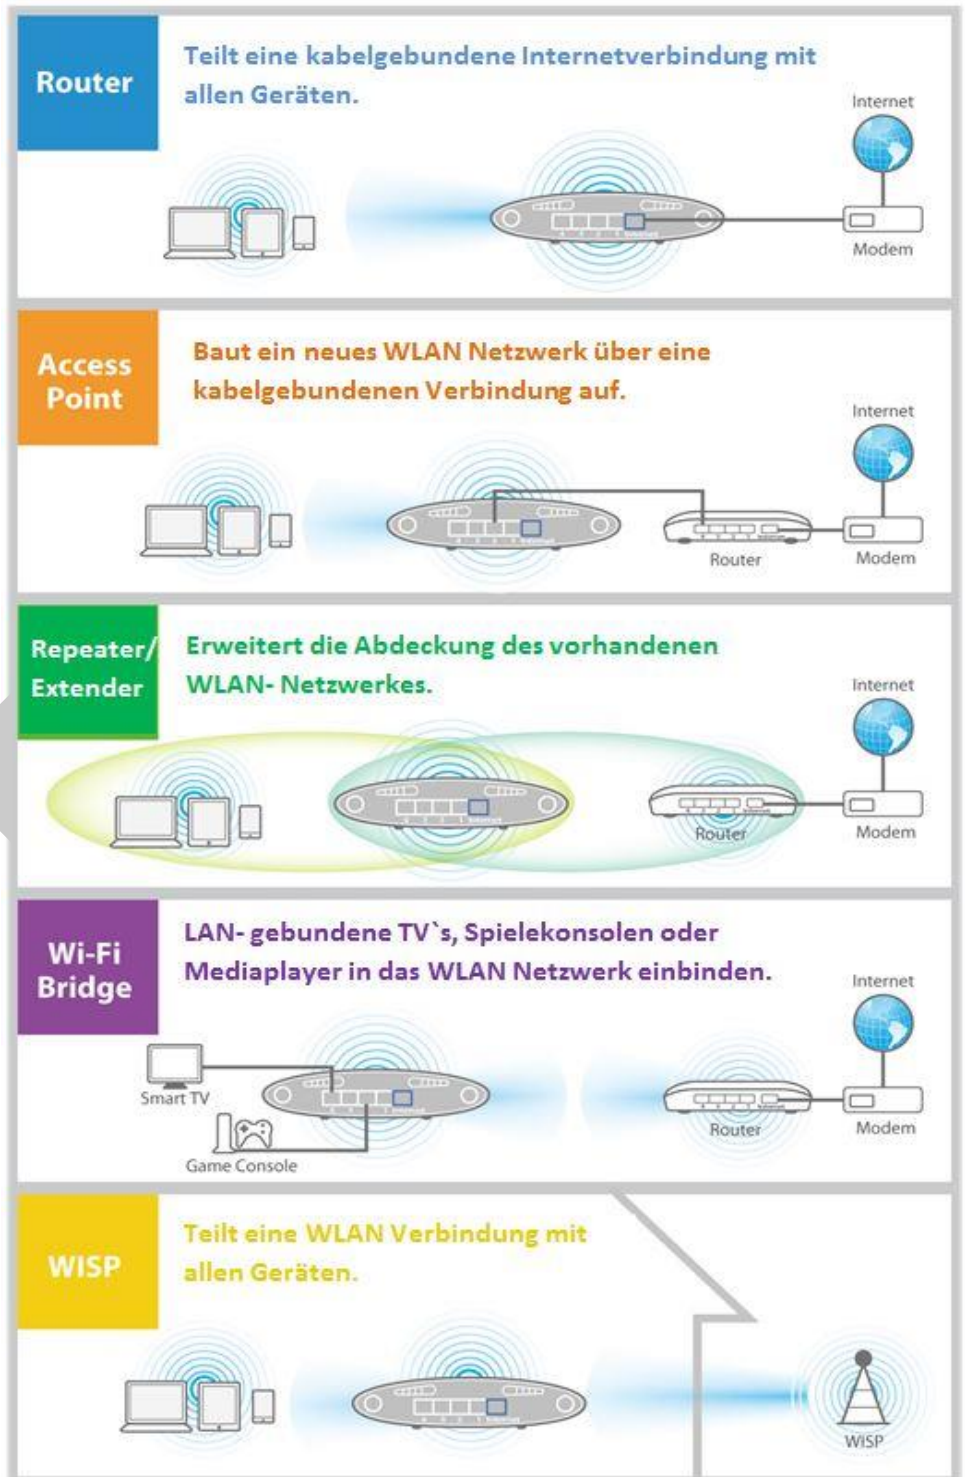 Router
Teilt eine kabelgebundene Internetverbindung mit
allen Geräten.
Internet
Modem
Access
Point
Baut ein neues WLAN Netzwerk über eine
kabelgebundenen Verbindung auf.
Internet
Router
Modem
Repeater/
Extender
Erweitert die Abdeckung des vorhandenen
WLAN- Netzwerkes.
Internet
Router
Modem
Wi-Fi
Bridge
LAN- gebundene TV`s, Spielekonsolen oder
Mediaplayer in das WLAN Netzwerk einbinden.
Internet
Smart TV
Game Console
Router
Modem
WISP
Teilt eine WLAN Verbindung mit
allen Geräten.
WISP